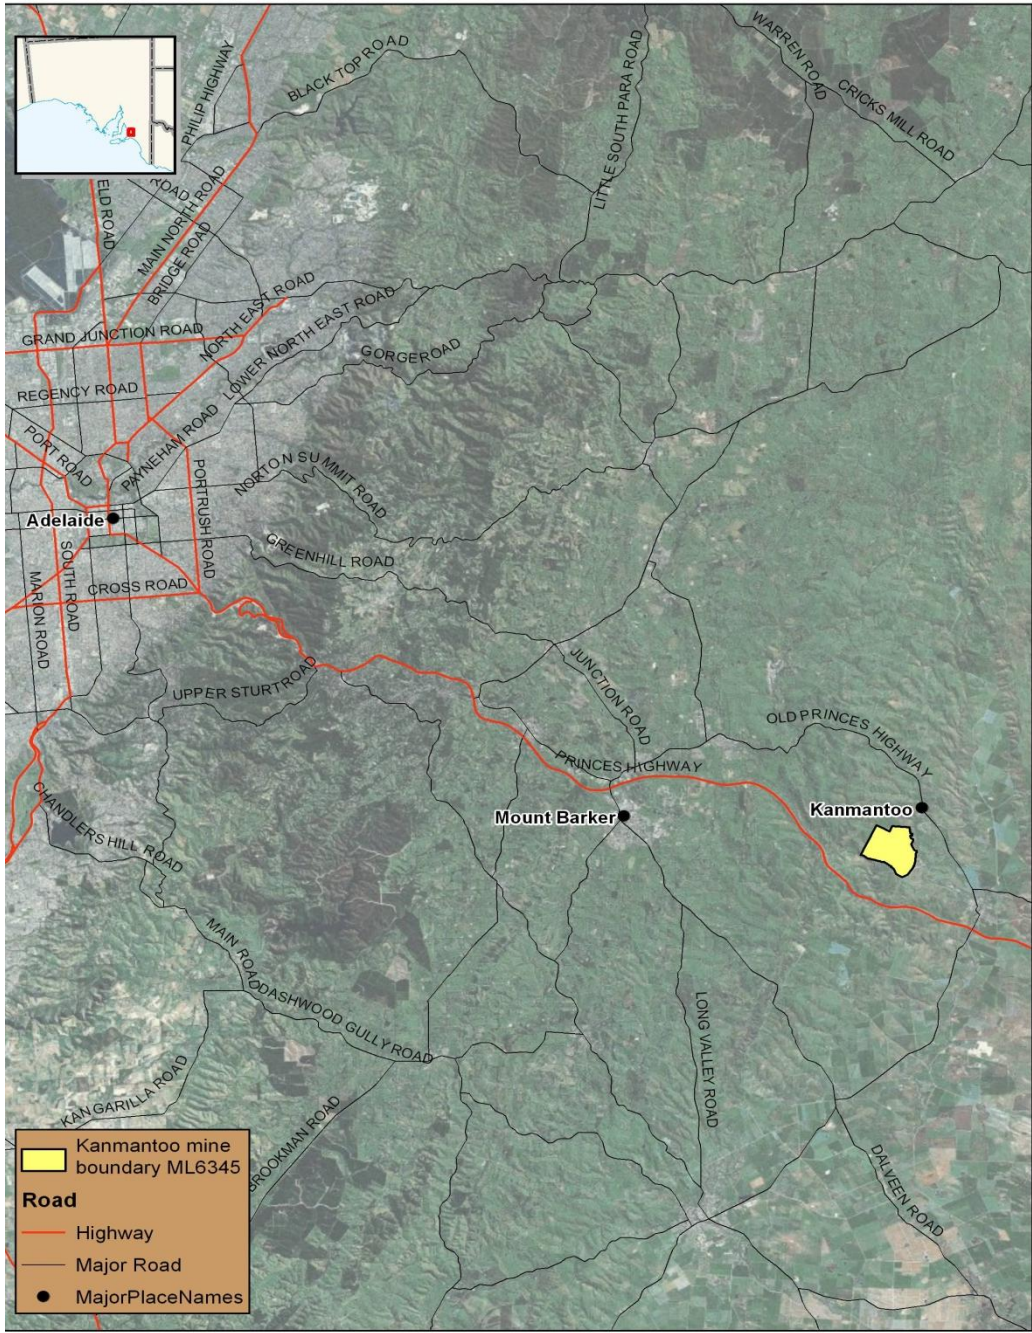 PHILIP HIGHWAY
BLACK TOP ROAD
LITTLE SOUTH PARA ROAD
WARREN ROAD
CRICKS MILL ROAD
ROAD
ELD ROAD
MAIN NORTH ROAD
BRIDGE ROAD
NORTH EAST ROAD
LOWER NORTH EAST ROAD
GRAND JUNCTION ROAD
GORGE ROAD
REGENCY ROAD
PORT ROAD
PAYNEHAM ROAD
PORTRUSH ROAD
NORTON SUMMIT ROAD
Adelaide
GREENHILL ROAD
SOUTH ROAD
MARION ROAD
CROSS ROAD
UPPER STURT ROAD
JUNCTION ROAD
OLD PRINCES HIGHWAY
PRINCES HIGHWAY
Kanmantoo
Mount Barker
CHANDLERS HILL ROAD
MAIN ROAD
DASHWOOD GULLY ROAD
LONG VALLEY ROAD
KANGARILLA ROAD
BROOKMAN ROAD
DALVEEN ROAD
Kanmantoo mine
boundary ML6345
Road
Highway
Major Road
MajorPlaceNames